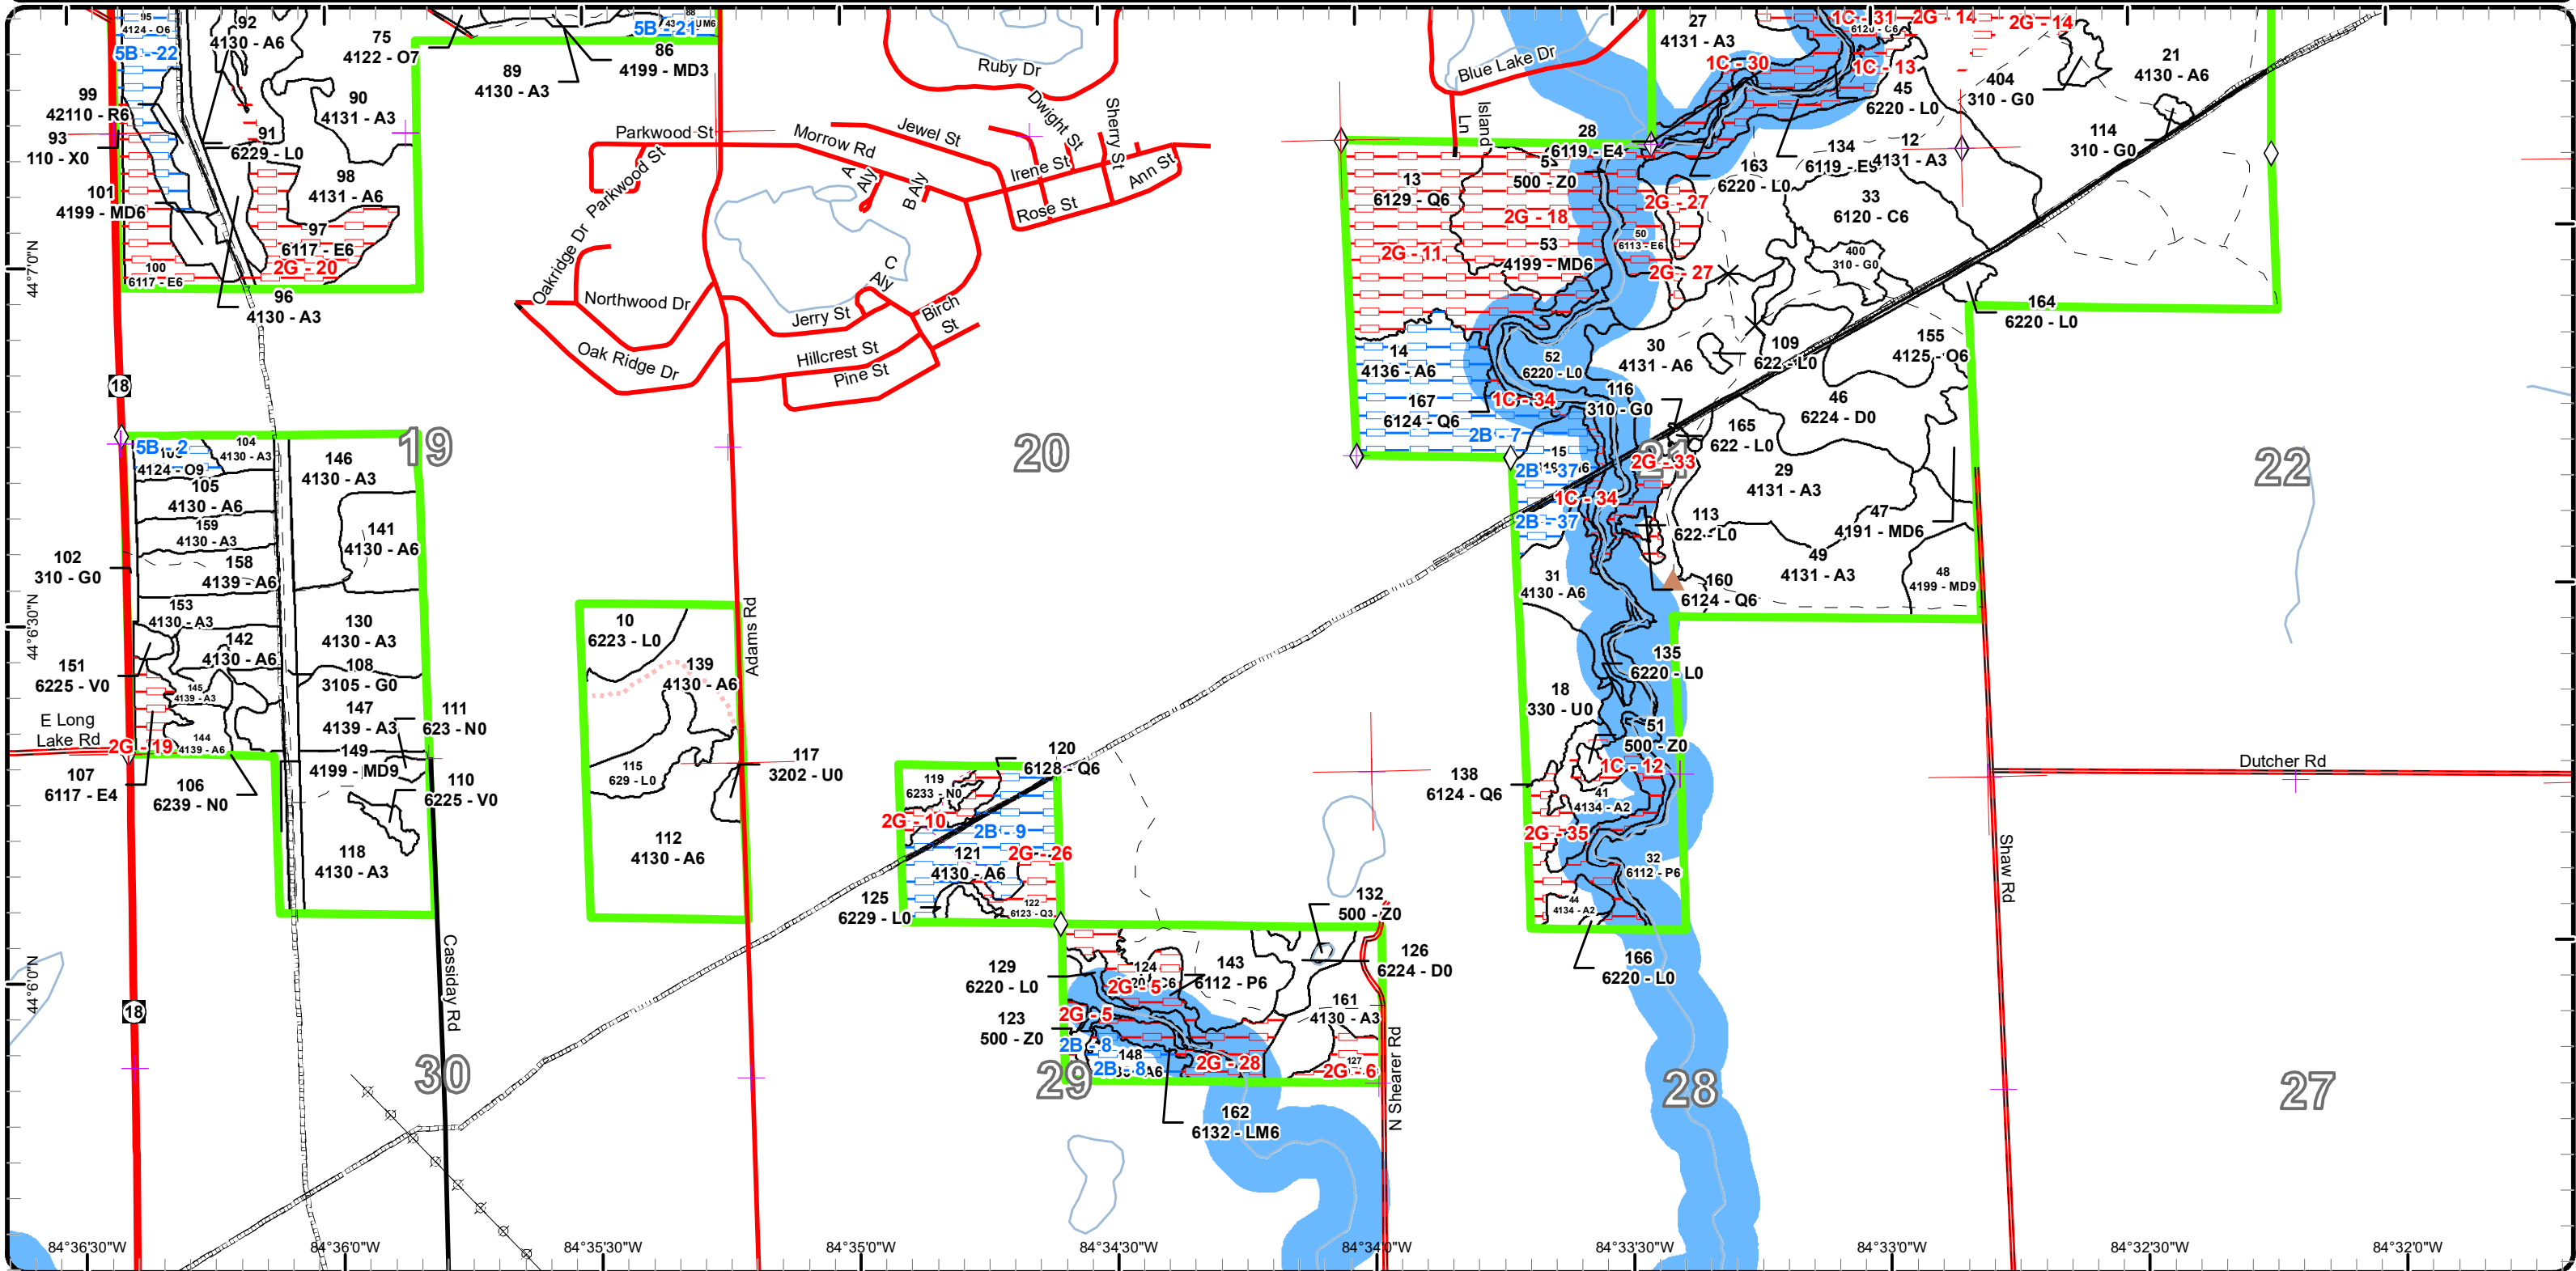 95
4124 - O6
5B - 22
92
4130 - A6
75
4122 - O7
89
4130 - A3
5B - 21
86
4199 - MD3
99
42110 - R6
93
110 - X0
91
6229 - L0
90
4131 - A3
98
4131 - A6
101
4199 - MD6
97
6117 - E6
2G - 20
100
6117 - E6
96
4130 - A3
Ruby Dr
Dwight St
Sherry St
Jewel St
Parkwood St
Morrow Rd
Parkwood St
A
Aly
B Aly
Irene St
Ann St
Rose St
Oakridge Dr
Northwood Dr
C
Aly
Birch
St
Jerry St
Oak Ridge Dr
Hillcrest St
Pine St
Blue Lake Dr
Island
Ln
27
4131 - A3
1C - 31
2G - 14
2G - 14
6120 - C6
1C - 30
1C - 13
45
6220 - L0
404
310 - G0
21
4130 - A6
114
310 - G0
28
6119 - E4
500 - Z0
13
6129 - Q6
2G - 18
2G - 27
163
6220 - L0
134
6119 - E9
12
4131 - A3
33
6120 - C6
50
6113 - E6
53
4199 - MD6
2G - 11
2G - 27
400
310 - G0
164
6220 - L0
155
4125 - O6
14
4136 - A6
52
6220 - L0
30
4131 - A6
109
622 - L0
116
310 - G0
1C - 34
167
6124 - Q6
2B - 7
46
6224 - D0
165
622 - L0
15
2B - 37
2G - 33
21
1C - 34
2B - 37
29
4131 - A3
113
622 - L0
47
4191 - MD6
49
4131 - A3
48
4199 - MD9
31
4130 - A6
160
6124 - Q6
135
6220 - L0
18
330 - U0
51
500 - Z0
1C - 12
138
6124 - Q6
41
4134 - A2
2G - 35
32
6112 - P6
44
4134 - A2
166
6220 - L0
18
19
20
22
5B - 2
4124 - O9
104
4130 - A3
146
4130 - A3
105
4130 - A6
159
4130 - A3
141
4130 - A6
102
310 - G0
158
4139 - A6
153
4130 - A3
142
4130 - A6
130
4130 - A3
151
6225 - V0
145
4139 - A3
108
3105 - G0
147
4139 - A3
111
623 - N0
E Long
Lake Rd
2G - 19
144
4139 - A6
149
4199 - MD9
107
6117 - E4
106
6239 - N0
110
6225 - V0
118
4130 - A3
10
6223 - L0
139
4130 - A6
Adams Rd
115
629 - L0
117
3202 - U0
112
4130 - A6
120
6128 - Q6
119
6233 - N0
2G - 10
2B - 9
121
4130 - A6
2G - 26
125
6229 - L0
122
6123 - Q3
132
500 - Z0
126
6224 - D0
129
6220 - L0
124
2G - 5
143
6112 - P6
161
4130 - A3
2G - 5
123
500 - Z0
2B - 8
148
2B - 8
2G - 28
127
2G - 6
162
6132 - LM6
Dutcher Rd
Shaw Rd
N Shearer Rd
Cassiday Rd
18
30
29
28
27
44°7'0"N
44°6'30"N
44°6'0"N
84°36'30"W
84°36'0"W
84°35'30"W
84°35'0"W
84°34'30"W
84°34'0"W
84°33'30"W
84°33'0"W
84°32'30"W
84°32'0"W